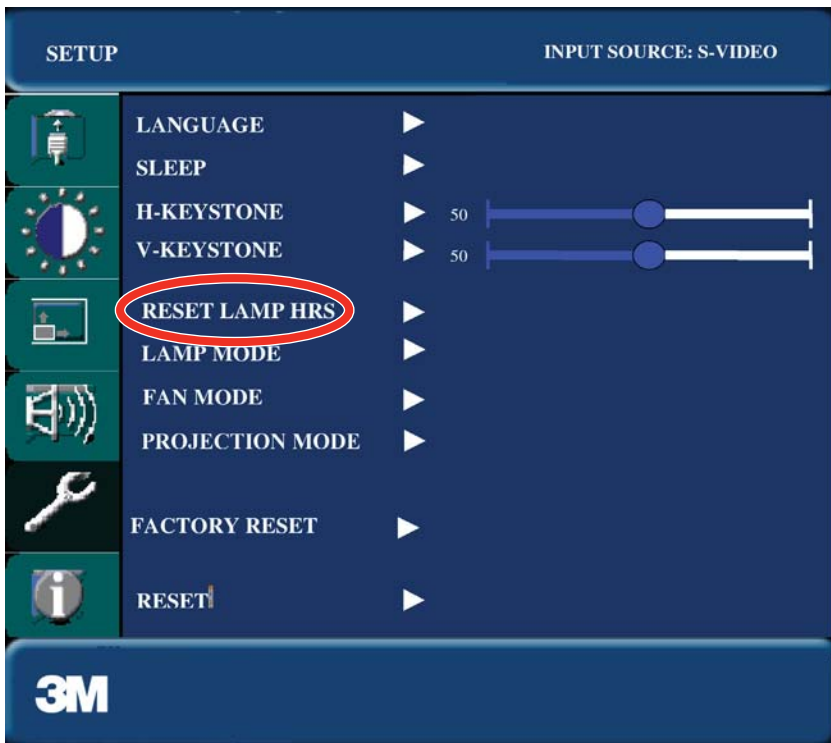 SETUP INPUT SOURCE: S-VIDEO
LANGUAGE
SLEEP
H-KEYSTONE 50
V-KEYSTONE 50
RESET LAMP HRS
LAMP MODE
FAN MODE
PROJECTION MODE
FACTORY RESET
RESET
3M